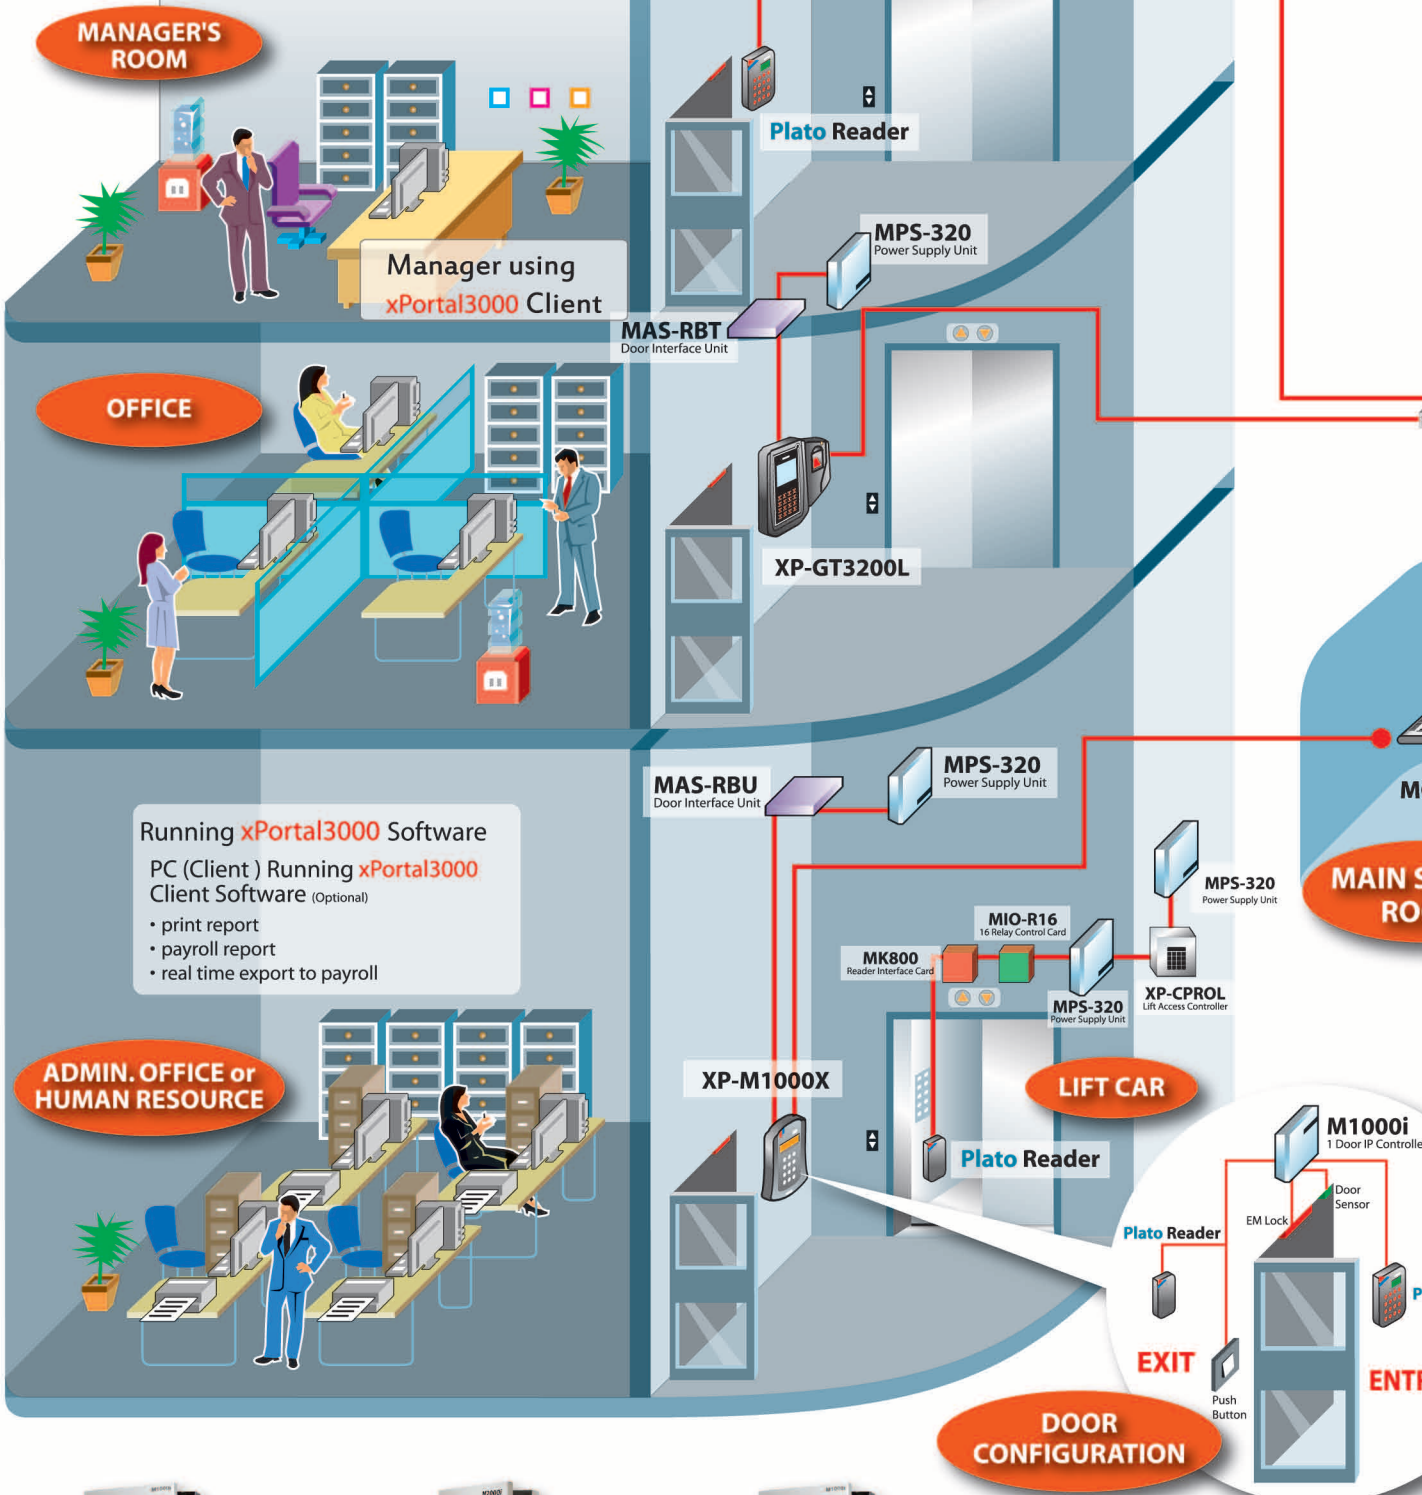 MANAGER'S
ROOM
Plato Reader
MPS-320
Power Supply Unit
Manager using
xPortal3000 Client
MAS-RBT
Door Interface Unit
OFFICE
XP-GT3200L
MAS-RBU
Door Interface Unit
MPS-320
Power Supply Unit
Running xPortal3000 Software
PC (Client ) Running xPortal3000
Client Software (Optional)
• print report
• payroll report
• real time export to payroll
MPS-320
Power Supply Unit
MAIN
MIO-R16
16 Relay Control Card
MK800
Reader Interface Card
MPS-320
Power Supply Unit
XP-CPROL
Lift Access Controller
ADMIN. OFFICE or
HUMAN RESOURCE
XP-M1000X
LIFT CAR
Plato Reader
M1000i
1 Door IP Controlle
Door
Sensor
EM Lock
Plato Reader
EXIT
Push
Button
DOOR
CONFIGURATION
M1000i
M2000i
M1000i